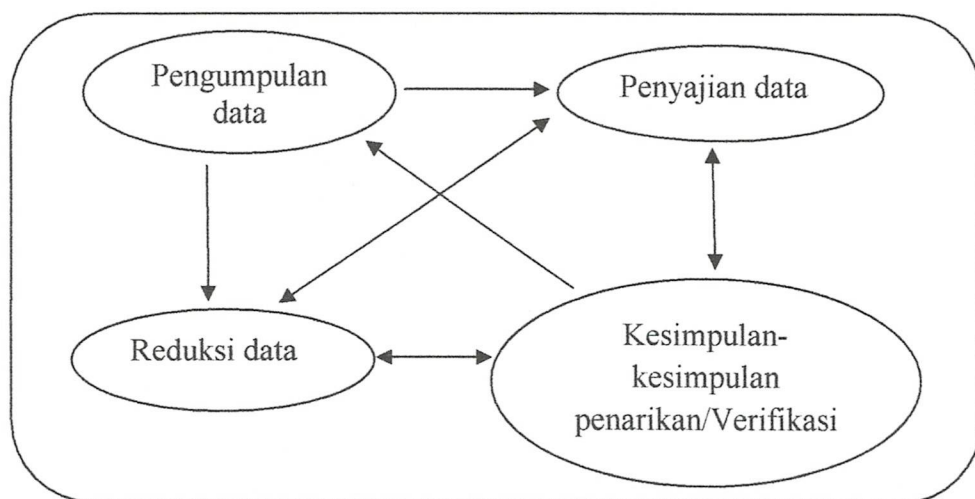 Pengumpulan
data
Penyajian data
Reduksi data
Kesimpulan-
kesimpulan
penarikan/Verifikasi